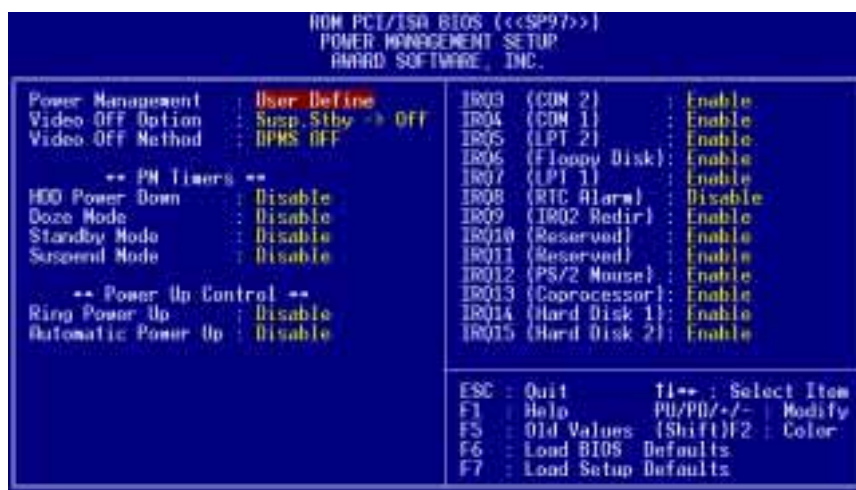 ROM PCI/ISA BIOS (<<SP97>>)
POWER MANAGEMENT SETUP
AWARD SOFTWARE, INC.
Power Management : User Define
Video Off Option : Susp,Stby -> Off
Video Off Method : DPMS OFF
** PM Timers **
HDD Power Down : Disable
Doze Mode : Disable
Standby Mode : Disable
Suspend Mode : Disable
** Power Up Control **
Ring Power Up : Disable
Automatic Power Up : Disable
IRQ3 (COM 2) : Enable
IRQ4 (COM 1) : Enable
IRQ5 (LPT 2) : Enable
IRQ6 (Floppy Disk): Enable
IRQ7 (LPT 1) : Enable
IRQ8 (RTC Alarm) : Disable
IRQ9 (IRQ2 Redir) : Enable
IRQ10 (Reserved) : Enable
IRQ11 (Reserved) : Enable
IRQ12 (PS/2 Mouse) : Enable
IRQ13 (Coprocessor): Enable
IRQ14 (Hard Disk 1): Enable
IRQ15 (Hard Disk 2): Enable
ESC : Quit ↑↓→← : Select Item
F1 : Help PU/PD/+/- : Modify
F5 : Old Values (Shift)F2 : Color
F6 : Load BIOS Defaults
F7 : Load Setup Defaults